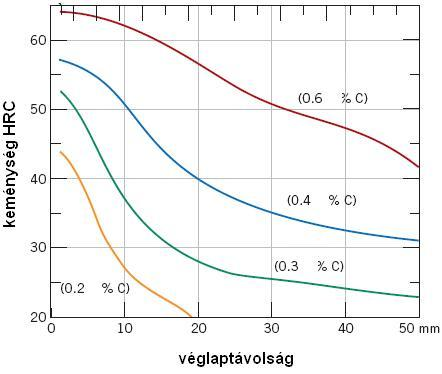 keménység HRC
60
50
40
30
20
(0.6 % C)
(0.4 % C)
(0.3 % C)
(0.2 % C)
0 10 20 30 40 50 mm
véglaptávolság